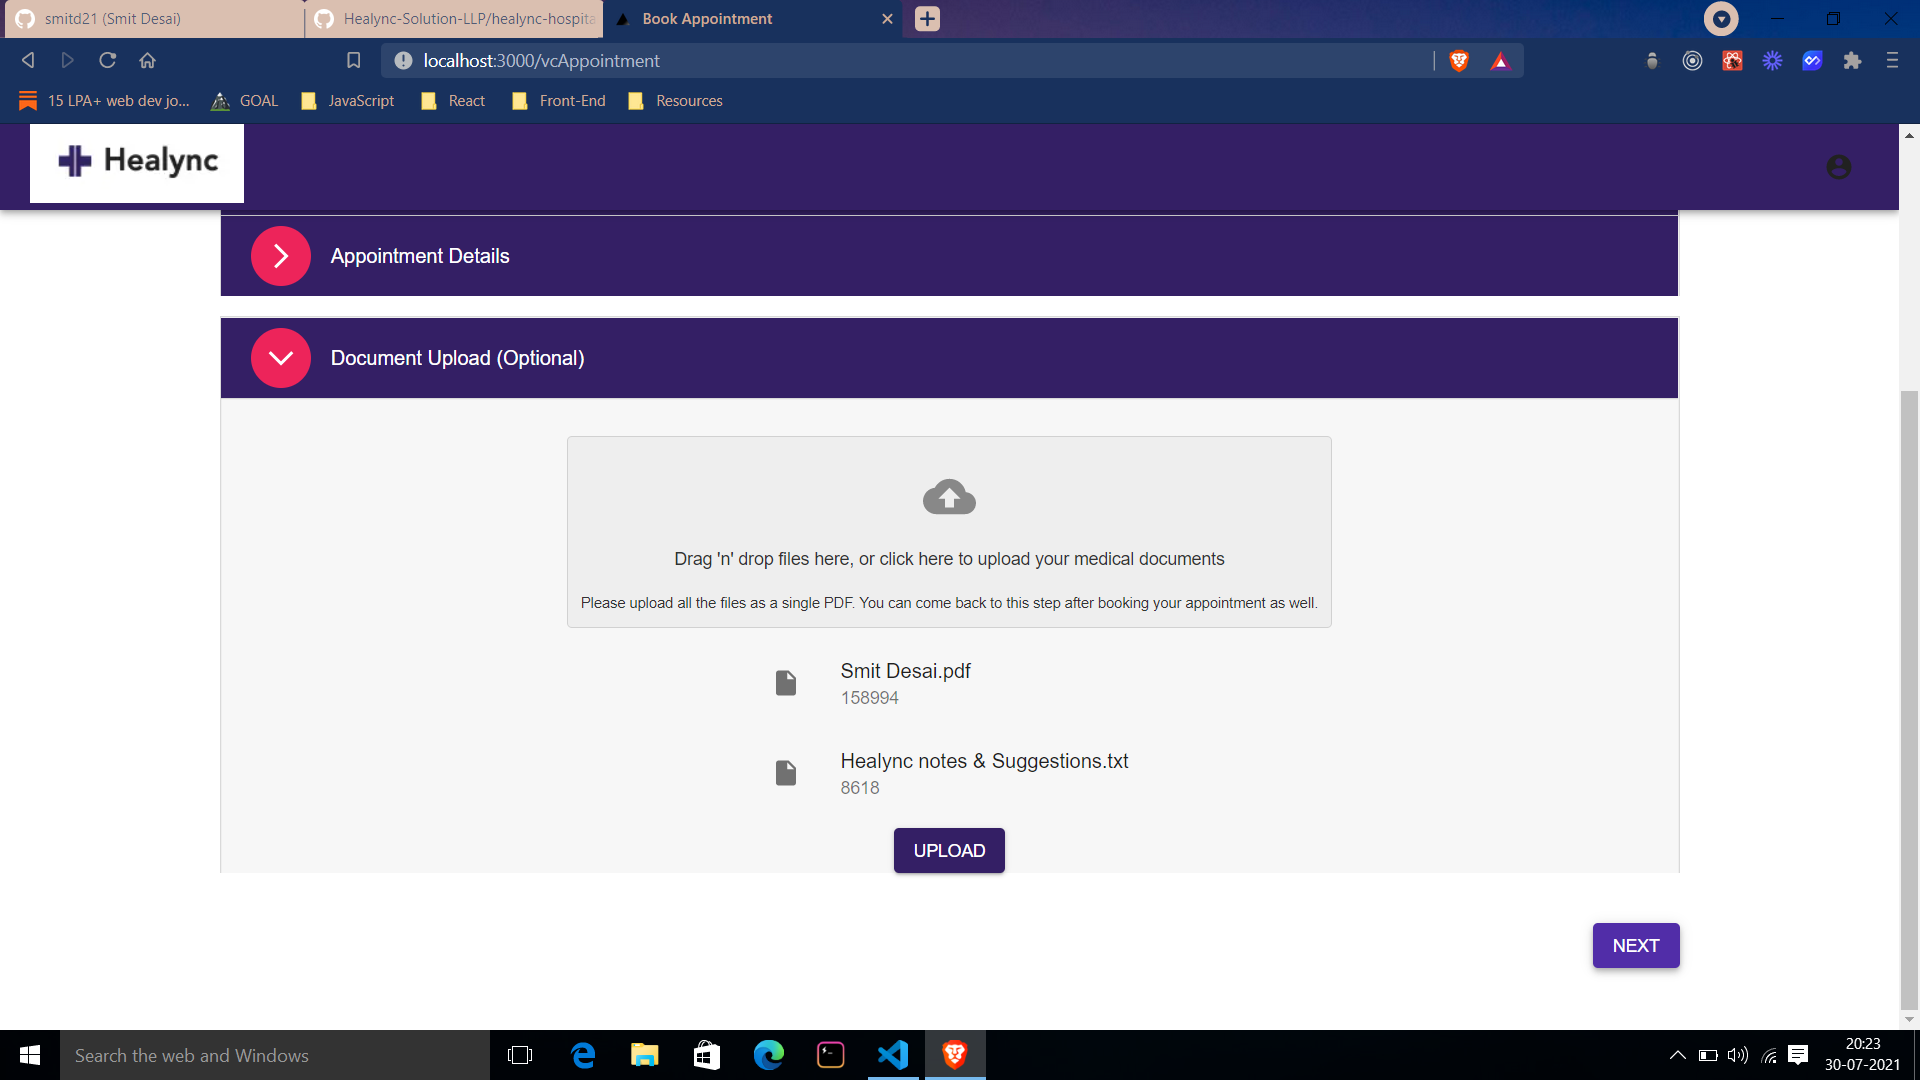 smitd21 (Smit Desai)
Healync-Solution-LLP/healync-hospita
Book Appointment
localhost:3000/vcAppointment
15 LPA+ web dev jo...
GOAL
JavaScript
React
Front-End
Resources
Healync
Appointment Details
Document Upload (Optional)
Drag 'n' drop files here, or click here to upload your medical documents
Please upload all the files as a single PDF. You can come back to this step after booking your appointment as well.
Smit Desai.pdf
158994
Healync notes & Suggestions.txt
8618
UPLOAD
NEXT
Search the web and Windows
20:23
30-07-2021